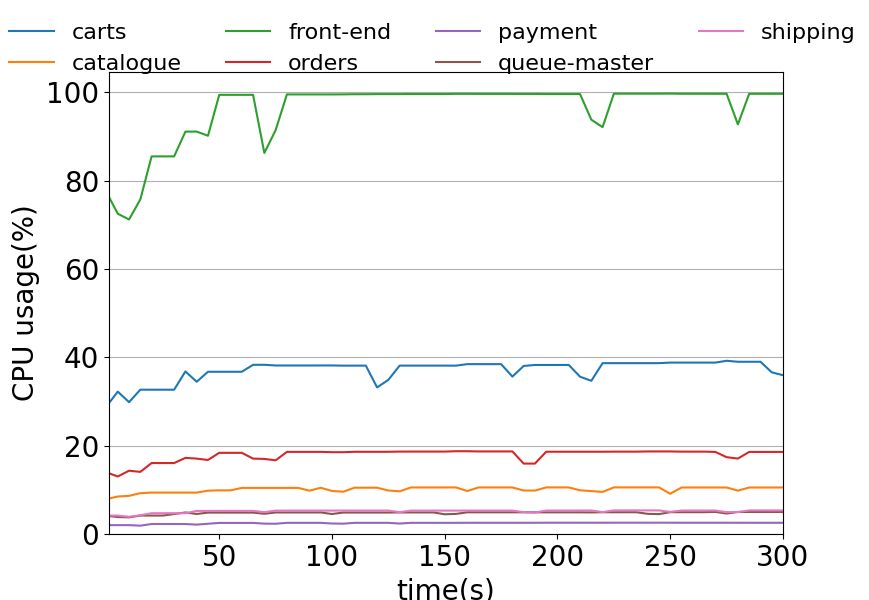 carts front-end payment shipping
catalogue orders queue-master
100
80
60
40
20
0
CPU usage(%)
50 100 150 200 250 300
time(s)